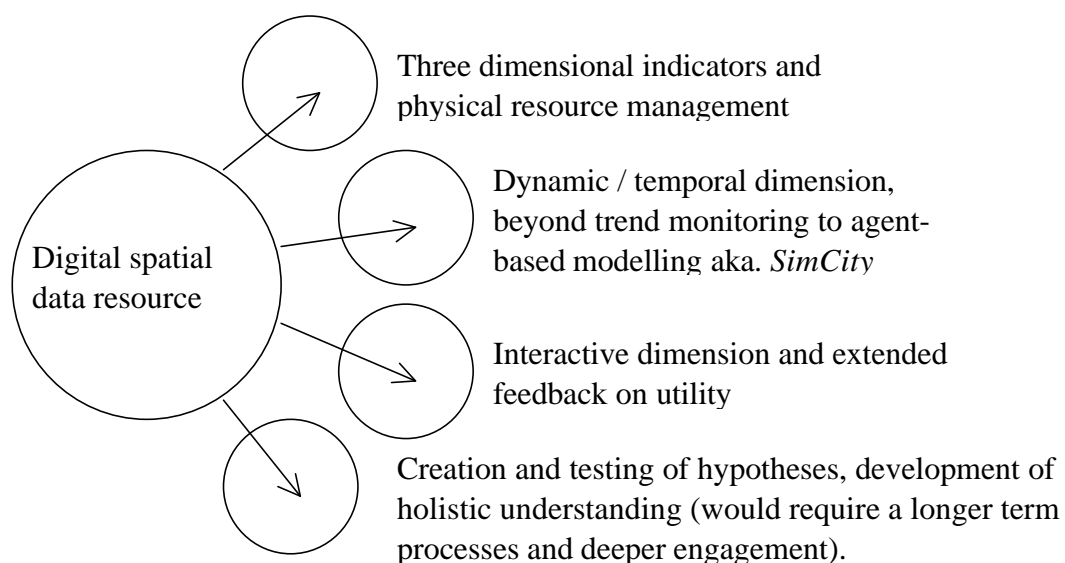 Three dimensional indicators and
physical resource management
Dynamic / temporal dimension,
beyond trend monitoring to agent-
based modelling aka. SimCity
Digital spatial
data resource
Interactive dimension and extended
feedback on utility
Creation and testing of hypotheses, development of
holistic understanding (would require a longer term
processes and deeper engagement).